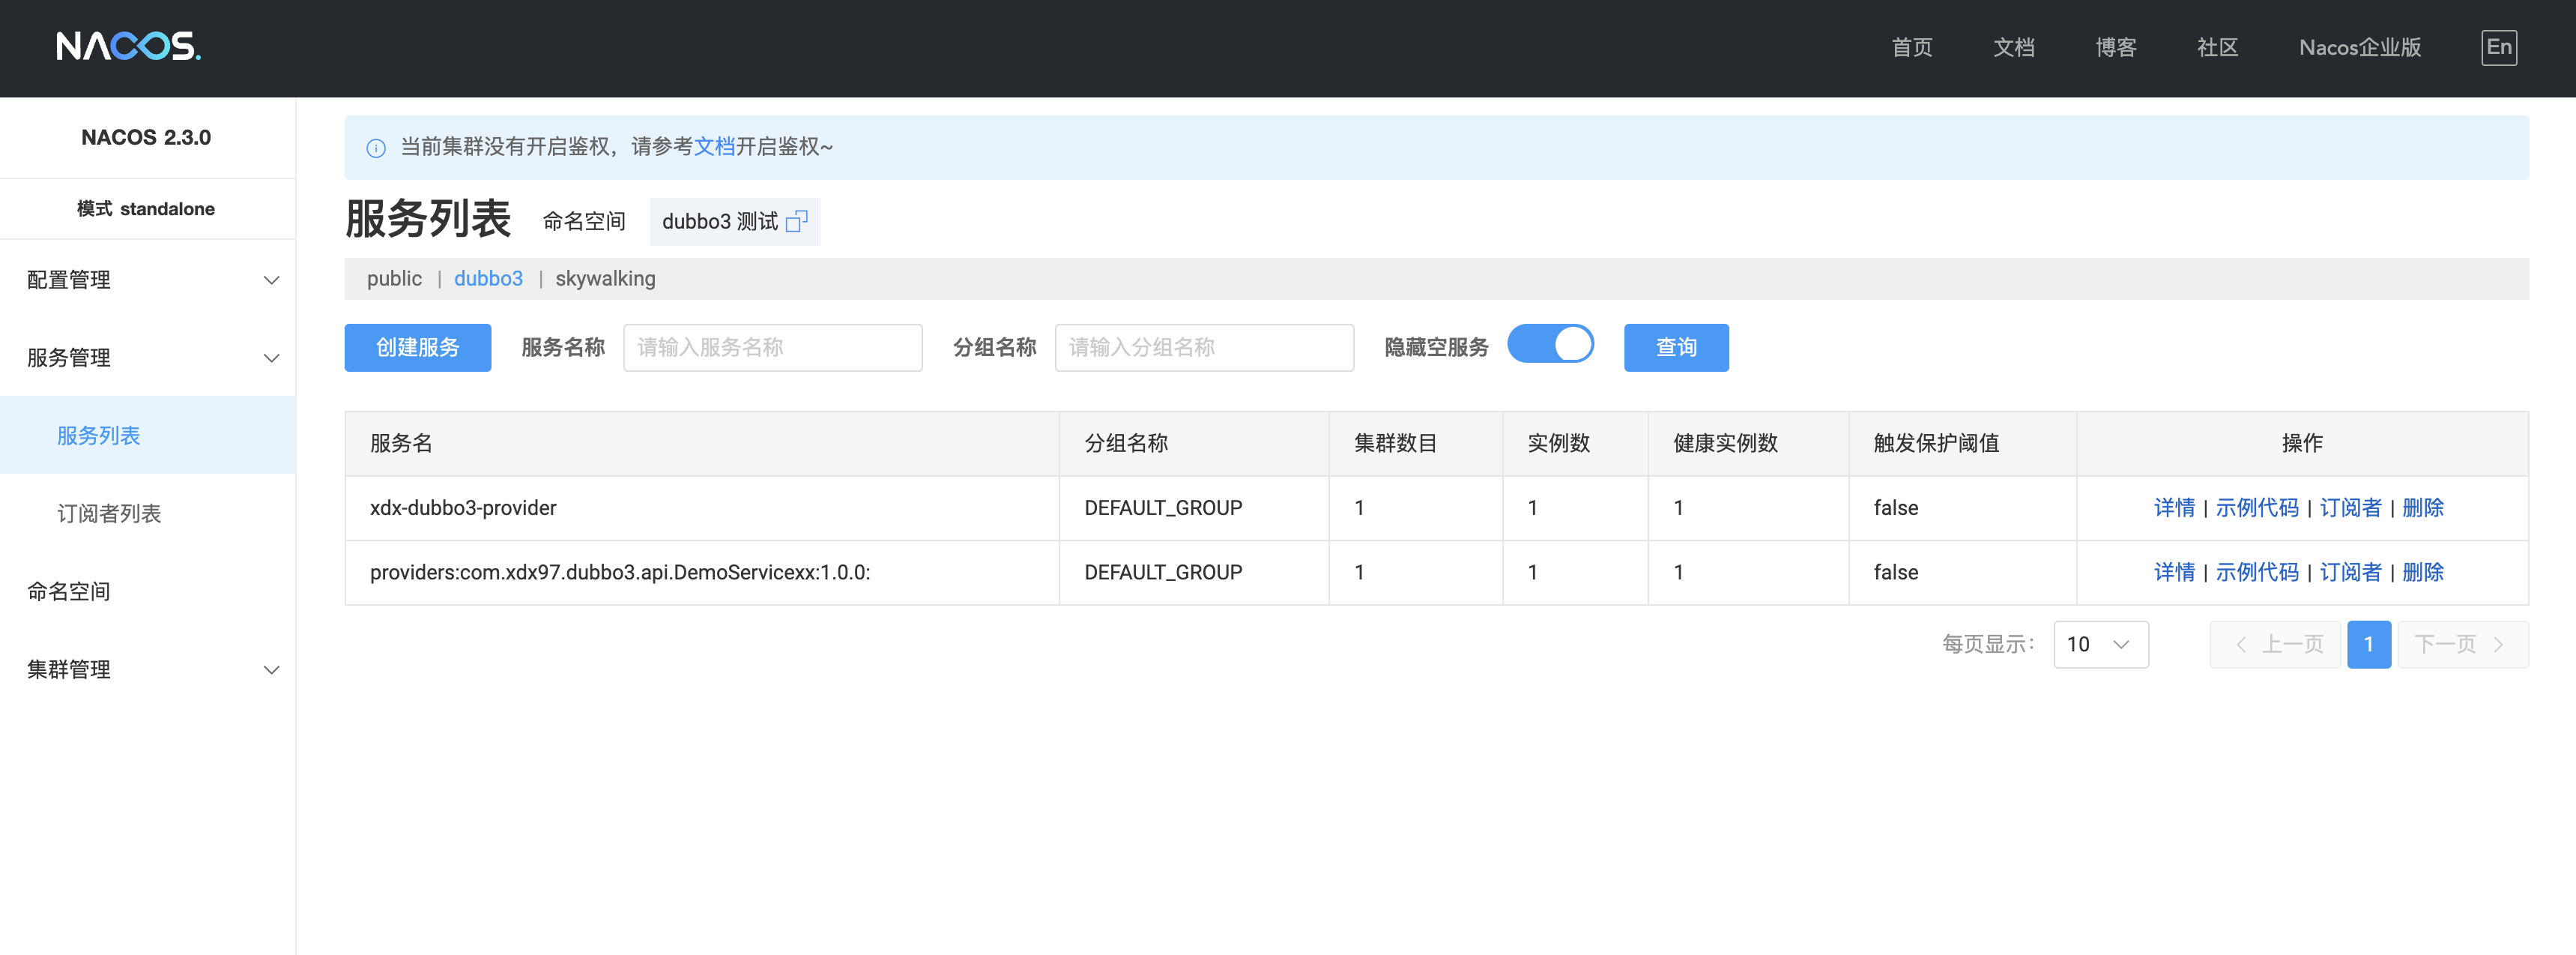 NACOS.
首页 文档 博客 社区 Nacos企业版 En
NACOS 2.3.0
模式 standalone
配置管理
服务管理
服务列表
订阅者列表
命名空间
集群管理
当前集群没有开启鉴权，请参考文档开启鉴权~
服务列表 命名空间 dubbo3 测试
public | dubbo3 | skywalking
创建服务 服务名称 请输入服务名称 分组名称 请输入分组名称 隐藏空服务 查询
服务名 分组名称 集群数目 实例数 健康实例数 触发保护阈值 操作
xdx-dubbo3-provider DEFAULT_GROUP 1 1 1 false 详情 | 示例代码 | 订阅者 | 删除
providers:com.xdx97.dubbo3.api.DemoServicexx:1.0.0: DEFAULT_GROUP 1 1 1 false 详情 | 示例代码 | 订阅者 | 删除
每页显示： 10 上一页 1 下一页